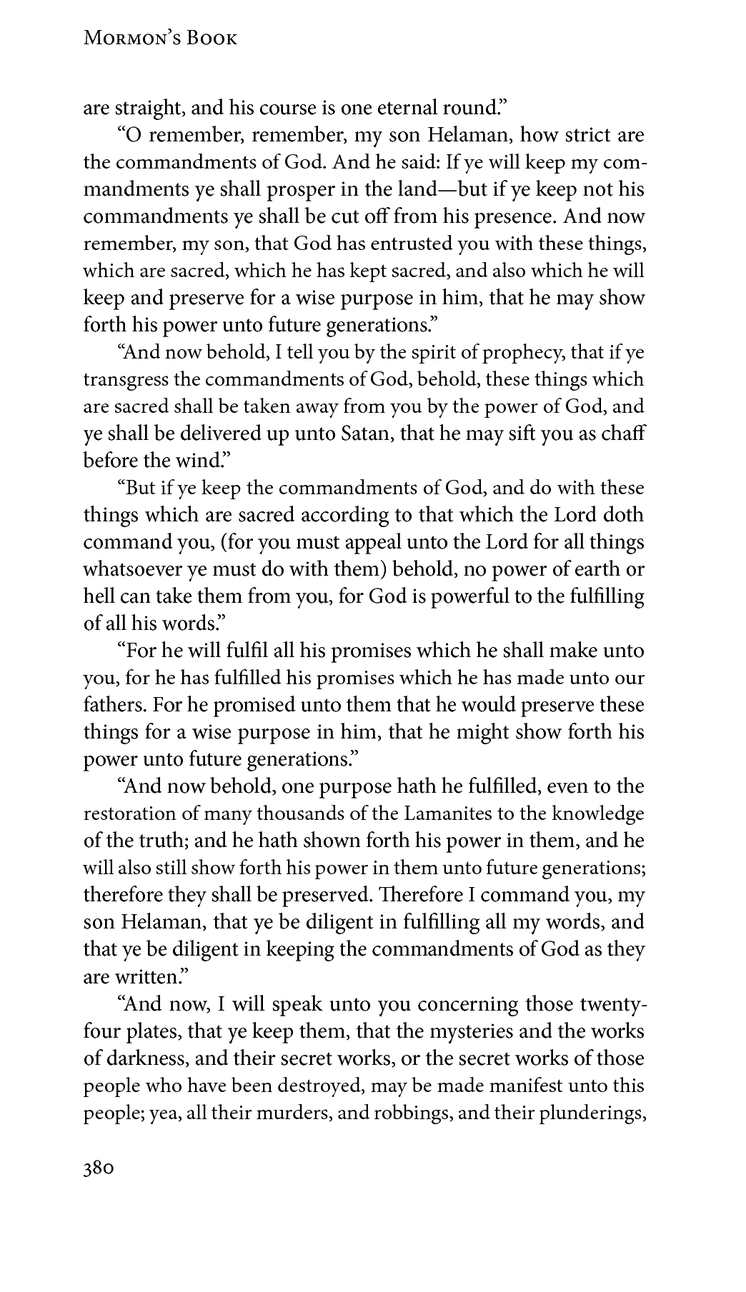 Mormon’s Book
are straight, and his course is one eternal round.”
“O remember, remember, my son Helaman, how strict are
the commandments of God. And he said: If ye will keep my com-
mandments ye shall prosper in the land—but if ye keep not his
commandments ye shall be cut off from his presence. And now
remember, my son, that God has entrusted you with these things,
which are sacred, which he has kept sacred, and also which he will
keep and preserve for a wise purpose in him, that he may show
forth his power unto future generations.”
“And now behold, I tell you by the spirit of prophecy, that if ye
transgress the commandments of God, behold, these things which
are sacred shall be taken away from you by the power of God, and
ye shall be delivered up unto Satan, that he may sift you as chaff
before the wind.”
“But if ye keep the commandments of God, and do with these
things which are sacred according to that which the Lord doth
command you, (for you must appeal unto the Lord for all things
whatsoever ye must do with them) behold, no power of earth or
hell can take them from you, for God is powerful to the fulfilling
of all his words.”
“For he will fulfil all his promises which he shall make unto
you, for he has fulfilled his promises which he has made unto our
fathers. For he promised unto them that he would preserve these
things for a wise purpose in him, that he might show forth his
power unto future generations.”
“And now behold, one purpose hath he fulfilled, even to the
restoration of many thousands of the Lamanites to the knowledge
of the truth; and he hath shown forth his power in them, and he
will also still show forth his power in them unto future generations;
therefore they shall be preserved. Therefore I command you, my
son Helaman, that ye be diligent in fulfilling all my words, and
that ye be diligent in keeping the commandments of God as they
are written.”
“And now, I will speak unto you concerning those twenty-
four plates, that ye keep them, that the mysteries and the works
of darkness, and their secret works, or the secret works of those
people who have been destroyed, may be made manifest unto this
people; yea, all their murders, and robbings, and their plunderings,
380